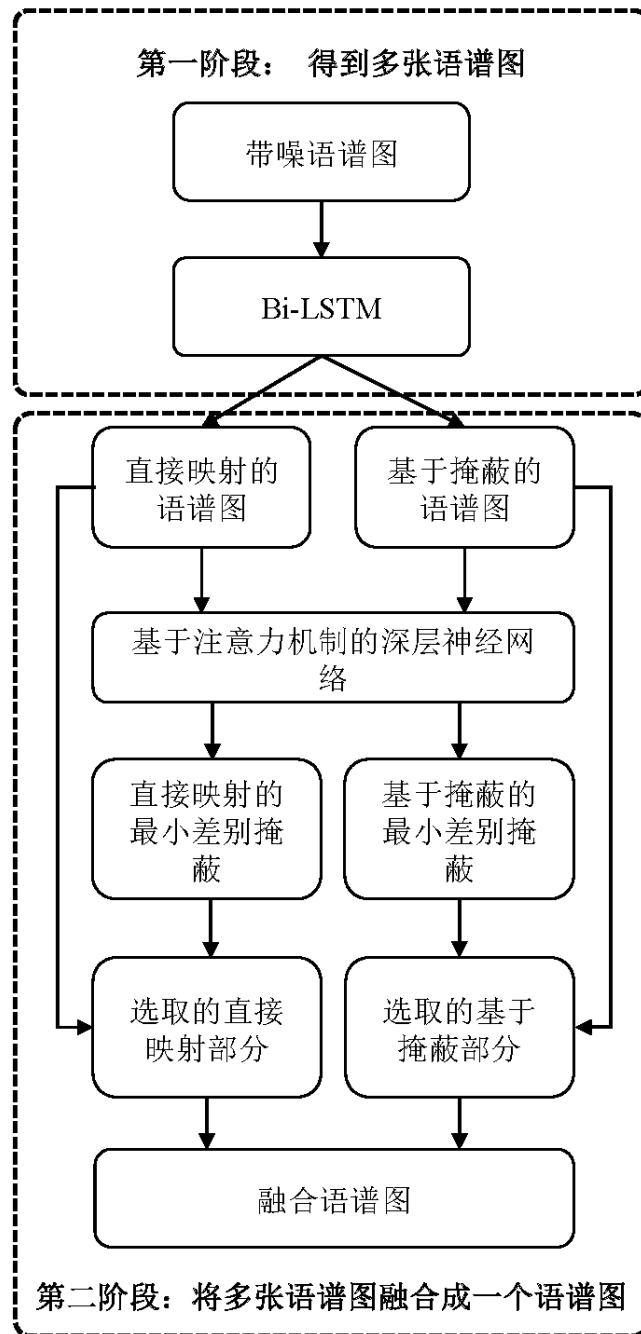 第一阶段： 得到多张语谱图
带噪语谱图
Bi-LSTM
直接映射的
语谱图
基于掩蔽的
语谱图
基于注意力机制的深层神经网
络
直接映射的
最小差别掩
蔽
基于掩蔽的
最小差别掩
蔽
选取的直接
映射部分
选取的基于
掩蔽部分
融合语谱图
第二阶段：将多张语谱图融合成一个语谱图